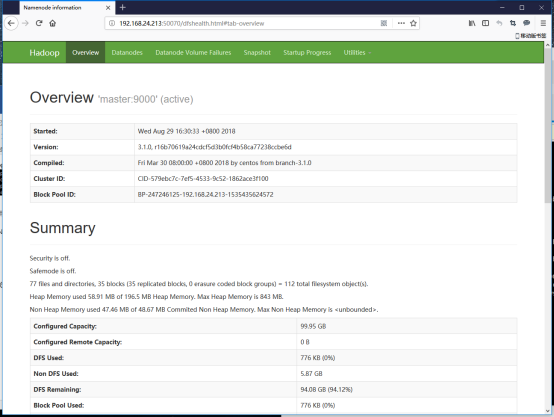 Namenode information
192.168.24.213:50070/dfshealth.html#tab-overview
移动版书签
Hadoop Overview Datanodes Datanode Volume Failures Snapshot Startup Progress Utilities
Overview 'master:9000' (active)
Started: Wed Aug 29 16:30:33 +0800 2018
Version: 3.1.0, r16b70619a24cdcf5d3b0fcf4b58ca77238ccbe6d
Compiled: Fri Mar 30 08:00:00 +0800 2018 by centos from branch-3.1.0
Cluster ID: CID-579ebc7c-7ef5-4533-9c52-1862ace3f100
Block Pool ID: BP-247246125-192.168.24.213-1535435624572
Summary
Security is off.
Safemode is off.
77 files and directories, 35 blocks (35 replicated blocks, 0 erasure coded block groups) = 112 total filesystem object(s).
Heap Memory used 58.91 MB of 196.5 MB Heap Memory. Max Heap Memory is 843 MB.
Non Heap Memory used 47.46 MB of 48.67 MB Commited Non Heap Memory. Max Non Heap Memory is <unbounded>.
Configured Capacity: 99.95 GB
Configured Remote Capacity: 0 B
DFS Used: 776 KB (0%)
Non DFS Used: 5.87 GB
DFS Remaining: 94.08 GB (94.12%)
Block Pool Used: 776 KB (0%)